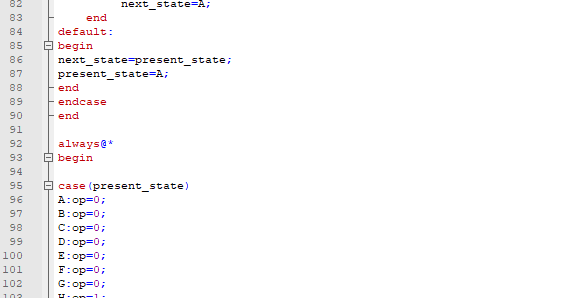 82 next_state=A;
83 end
84 default:
85 begin
86 next_state=present_state;
87 present_state=A;
88 end
89 endcase
90 end
91
92 always@*
93 begin
94
95 case(present_state)
96 A:op=0;
97 B:op=0;
98 C:op=0;
99 D:op=0;
100 E:op=0;
101 F:op=0;
102 G:op=0;
103 H:op=1;